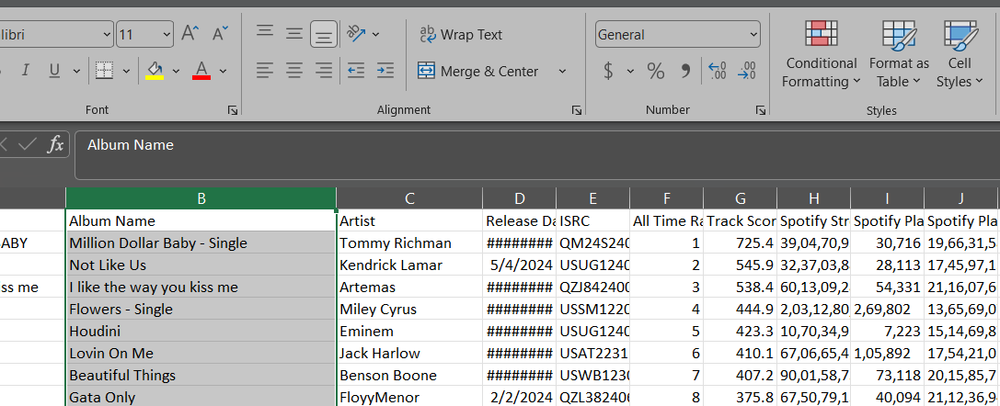 libri 11 A A ab Wrap Text General
I U A Merge & Center $ % 9 ←.00 .00 Conditional Formatting Format as Table Cell Styles
Font Alignment Number Styles
fx Album Name
B C D E F G H I J
Album Name Artist Release Da ISRC All Time Ra Track Scor Spotify Str Spotify Pla Spotify Pla
ABY Million Dollar Baby - Single Tommy Richman ######## QM24S240 1 725.4 39,04,70,9 30,716 19,66,31,5
Not Like Us Kendrick Lamar 5/4/2024 USUG1240 2 545.9 32,37,03,8 28,113 17,45,97,1
ss me I like the way you kiss me Artemas ######## QZJ842400 3 538.4 60,13,09,2 54,331 21,16,07,6
Flowers - Single Miley Cyrus ######## USSM1220 4 444.9 2,03,12,80 2,69,802 13,65,69,0
Houdini Eminem ######## USUG1240 5 423.3 10,70,34,9 7,223 15,14,69,8
Lovin On Me Jack Harlow ######## USAT2231 6 410.1 67,06,65,4 1,05,892 17,54,21,0
Beautiful Things Benson Boone ######## USWB1230 7 407.2 90,01,58,7 73,118 20,15,85,7
Gata Only FloyyMenor 2/2/2024 QZL382406 8 375.8 67,50,79,1 40,094 21,12,36,9